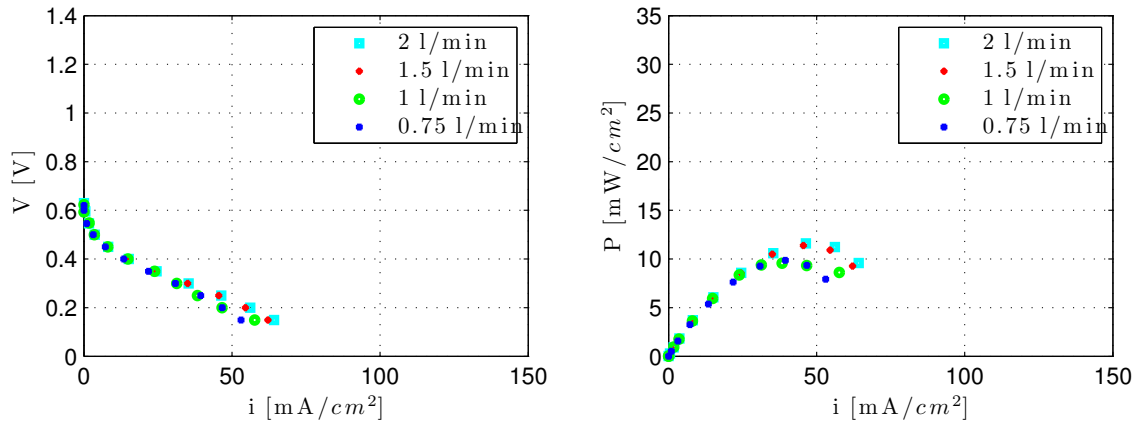 1.4
1.2
1
0.8
0.6
0.4
0.2
0
0
50
100
150
V [V]
i [mA/cm²]
2 l/min
1.5 l/min
1 l/min
0.75 l/min
35
30
25
20
15
10
5
0
0
50
100
150
P [mW/cm²]
i [mA/cm²]
2 l/min
1.5 l/min
1 l/min
0.75 l/min